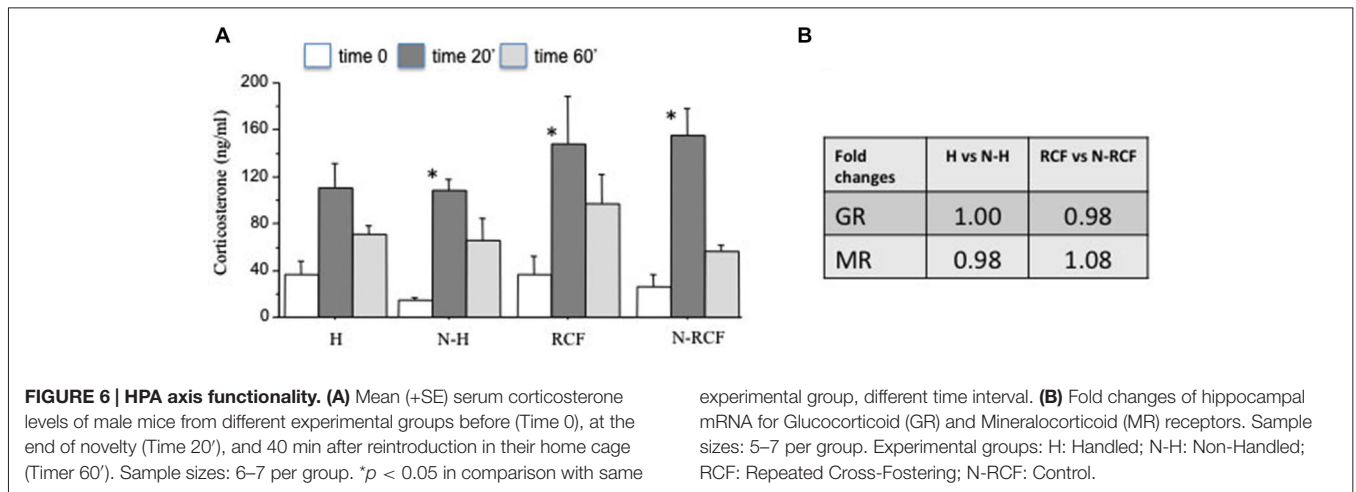 A
B
time 0 time 20' time 60'
Corticosterone (ng/ml)
200
160
120
80
40
0
H N-H RCF N-RCF
*
*
*
Fold changes H vs N-H RCF vs N-RCF
GR 1.00 0.98
MR 0.98 1.08
FIGURE 6 | HPA axis functionality. (A) Mean (+SE) serum corticosterone
levels of male mice from different experimental groups before (Time 0), at the
end of novelty (Time 20′), and 40 min after reintroduction in their home cage
(Timer 60′). Sample sizes: 6–7 per group. *p < 0.05 in comparison with same
experimental group, different time interval. (B) Fold changes of hippocampal
mRNA for Glucocorticoid (GR) and Mineralocorticoid (MR) receptors. Sample
sizes: 5–7 per group. Experimental groups: H: Handled; N-H: Non-Handled;
RCF: Repeated Cross-Fostering; N-RCF: Control.